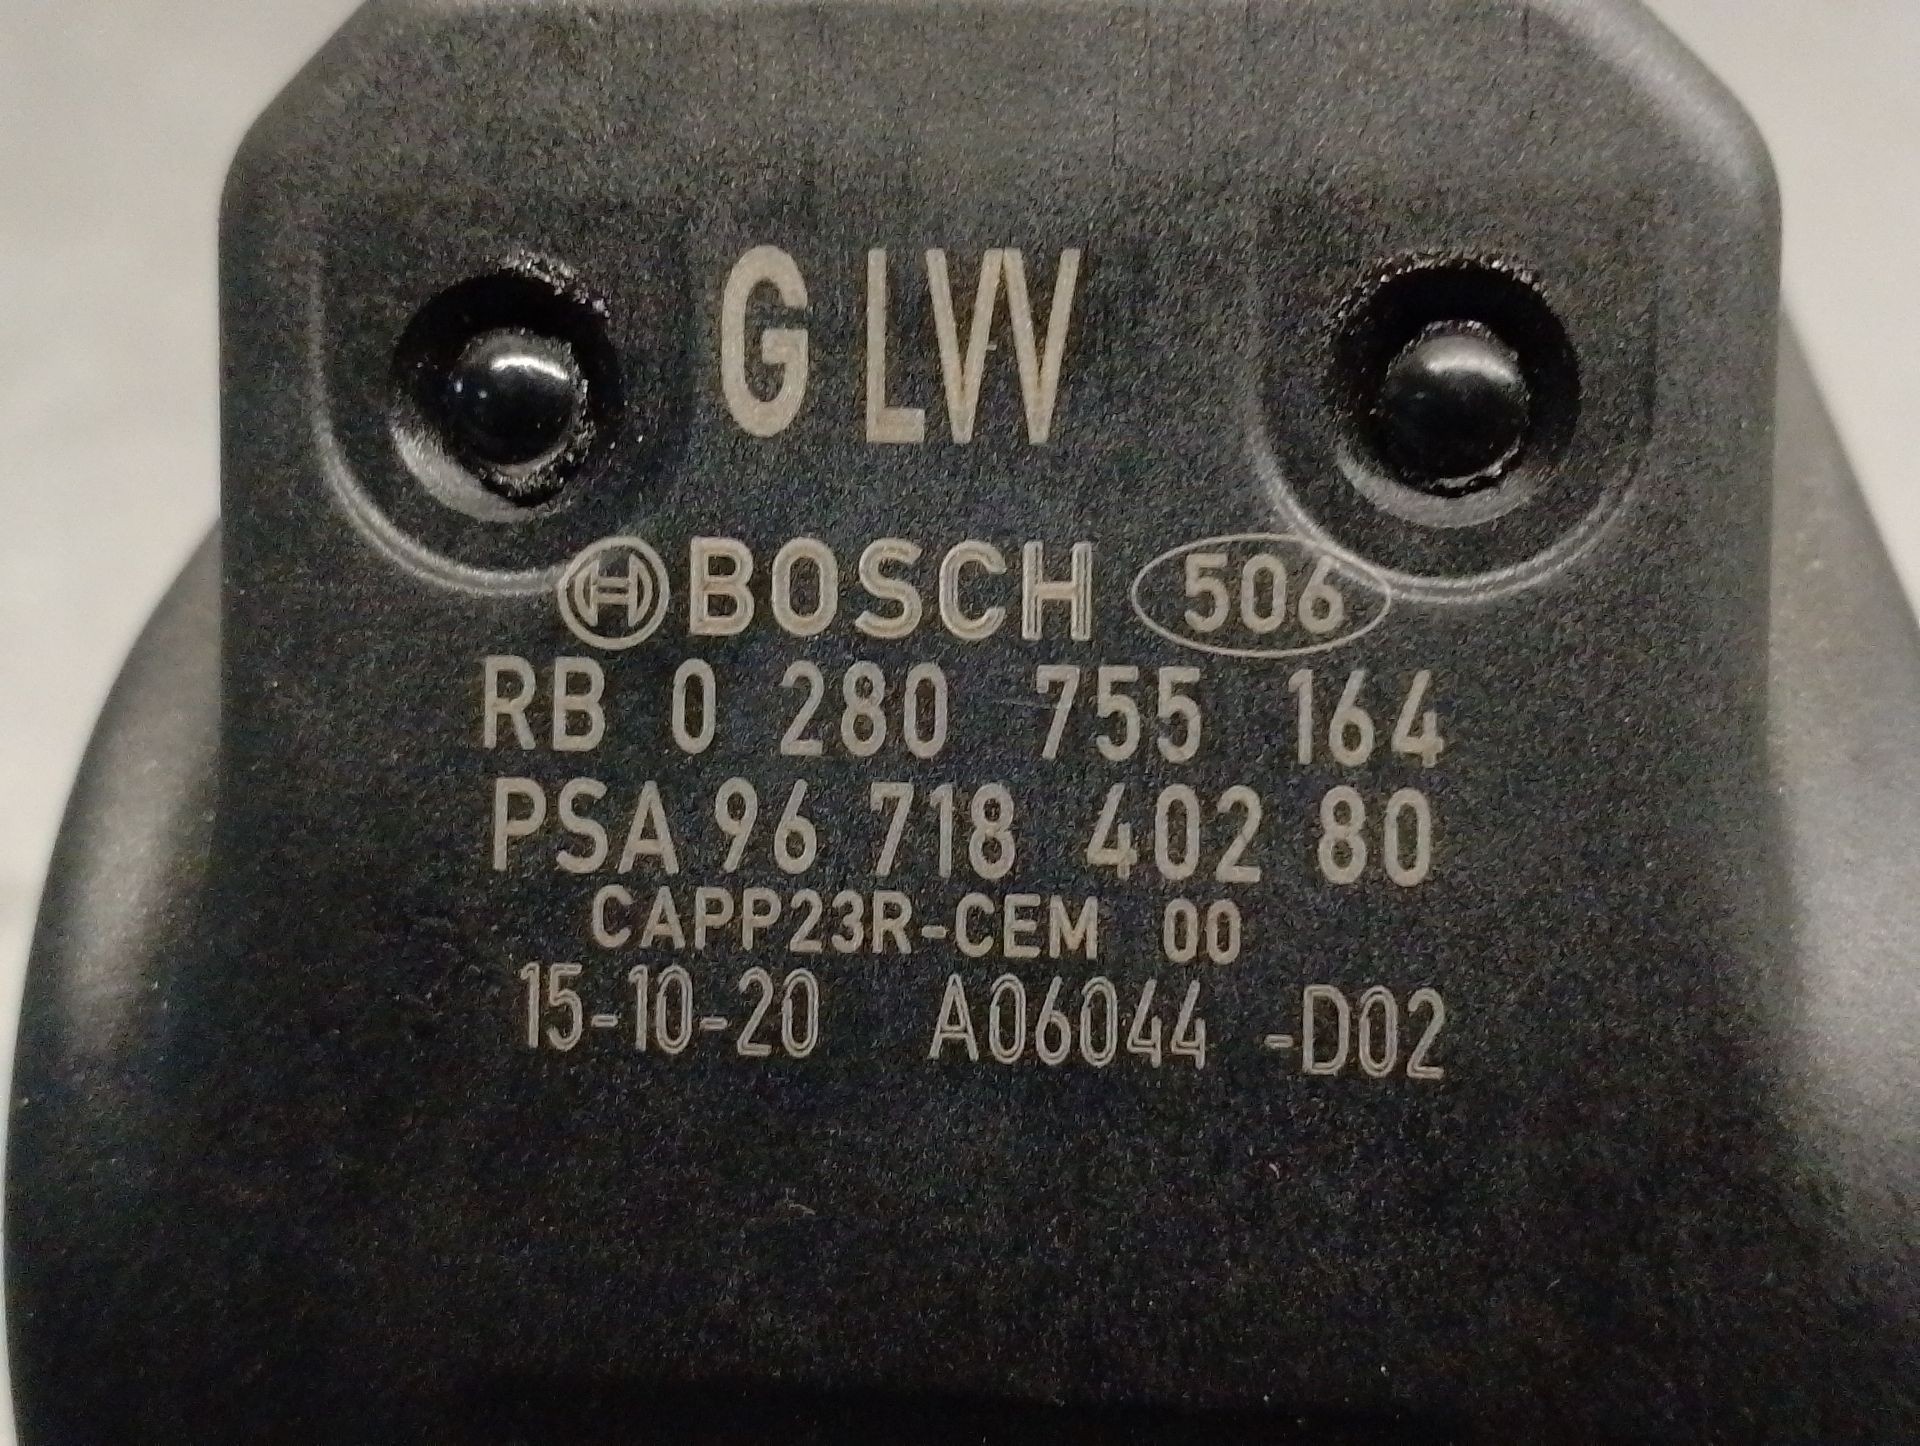 G LW
BOSCH 506
RB 0 280 755 164
PSA 96 718 402 80
CAPP23R-CEM 00
15-10-20 A06044 -D02